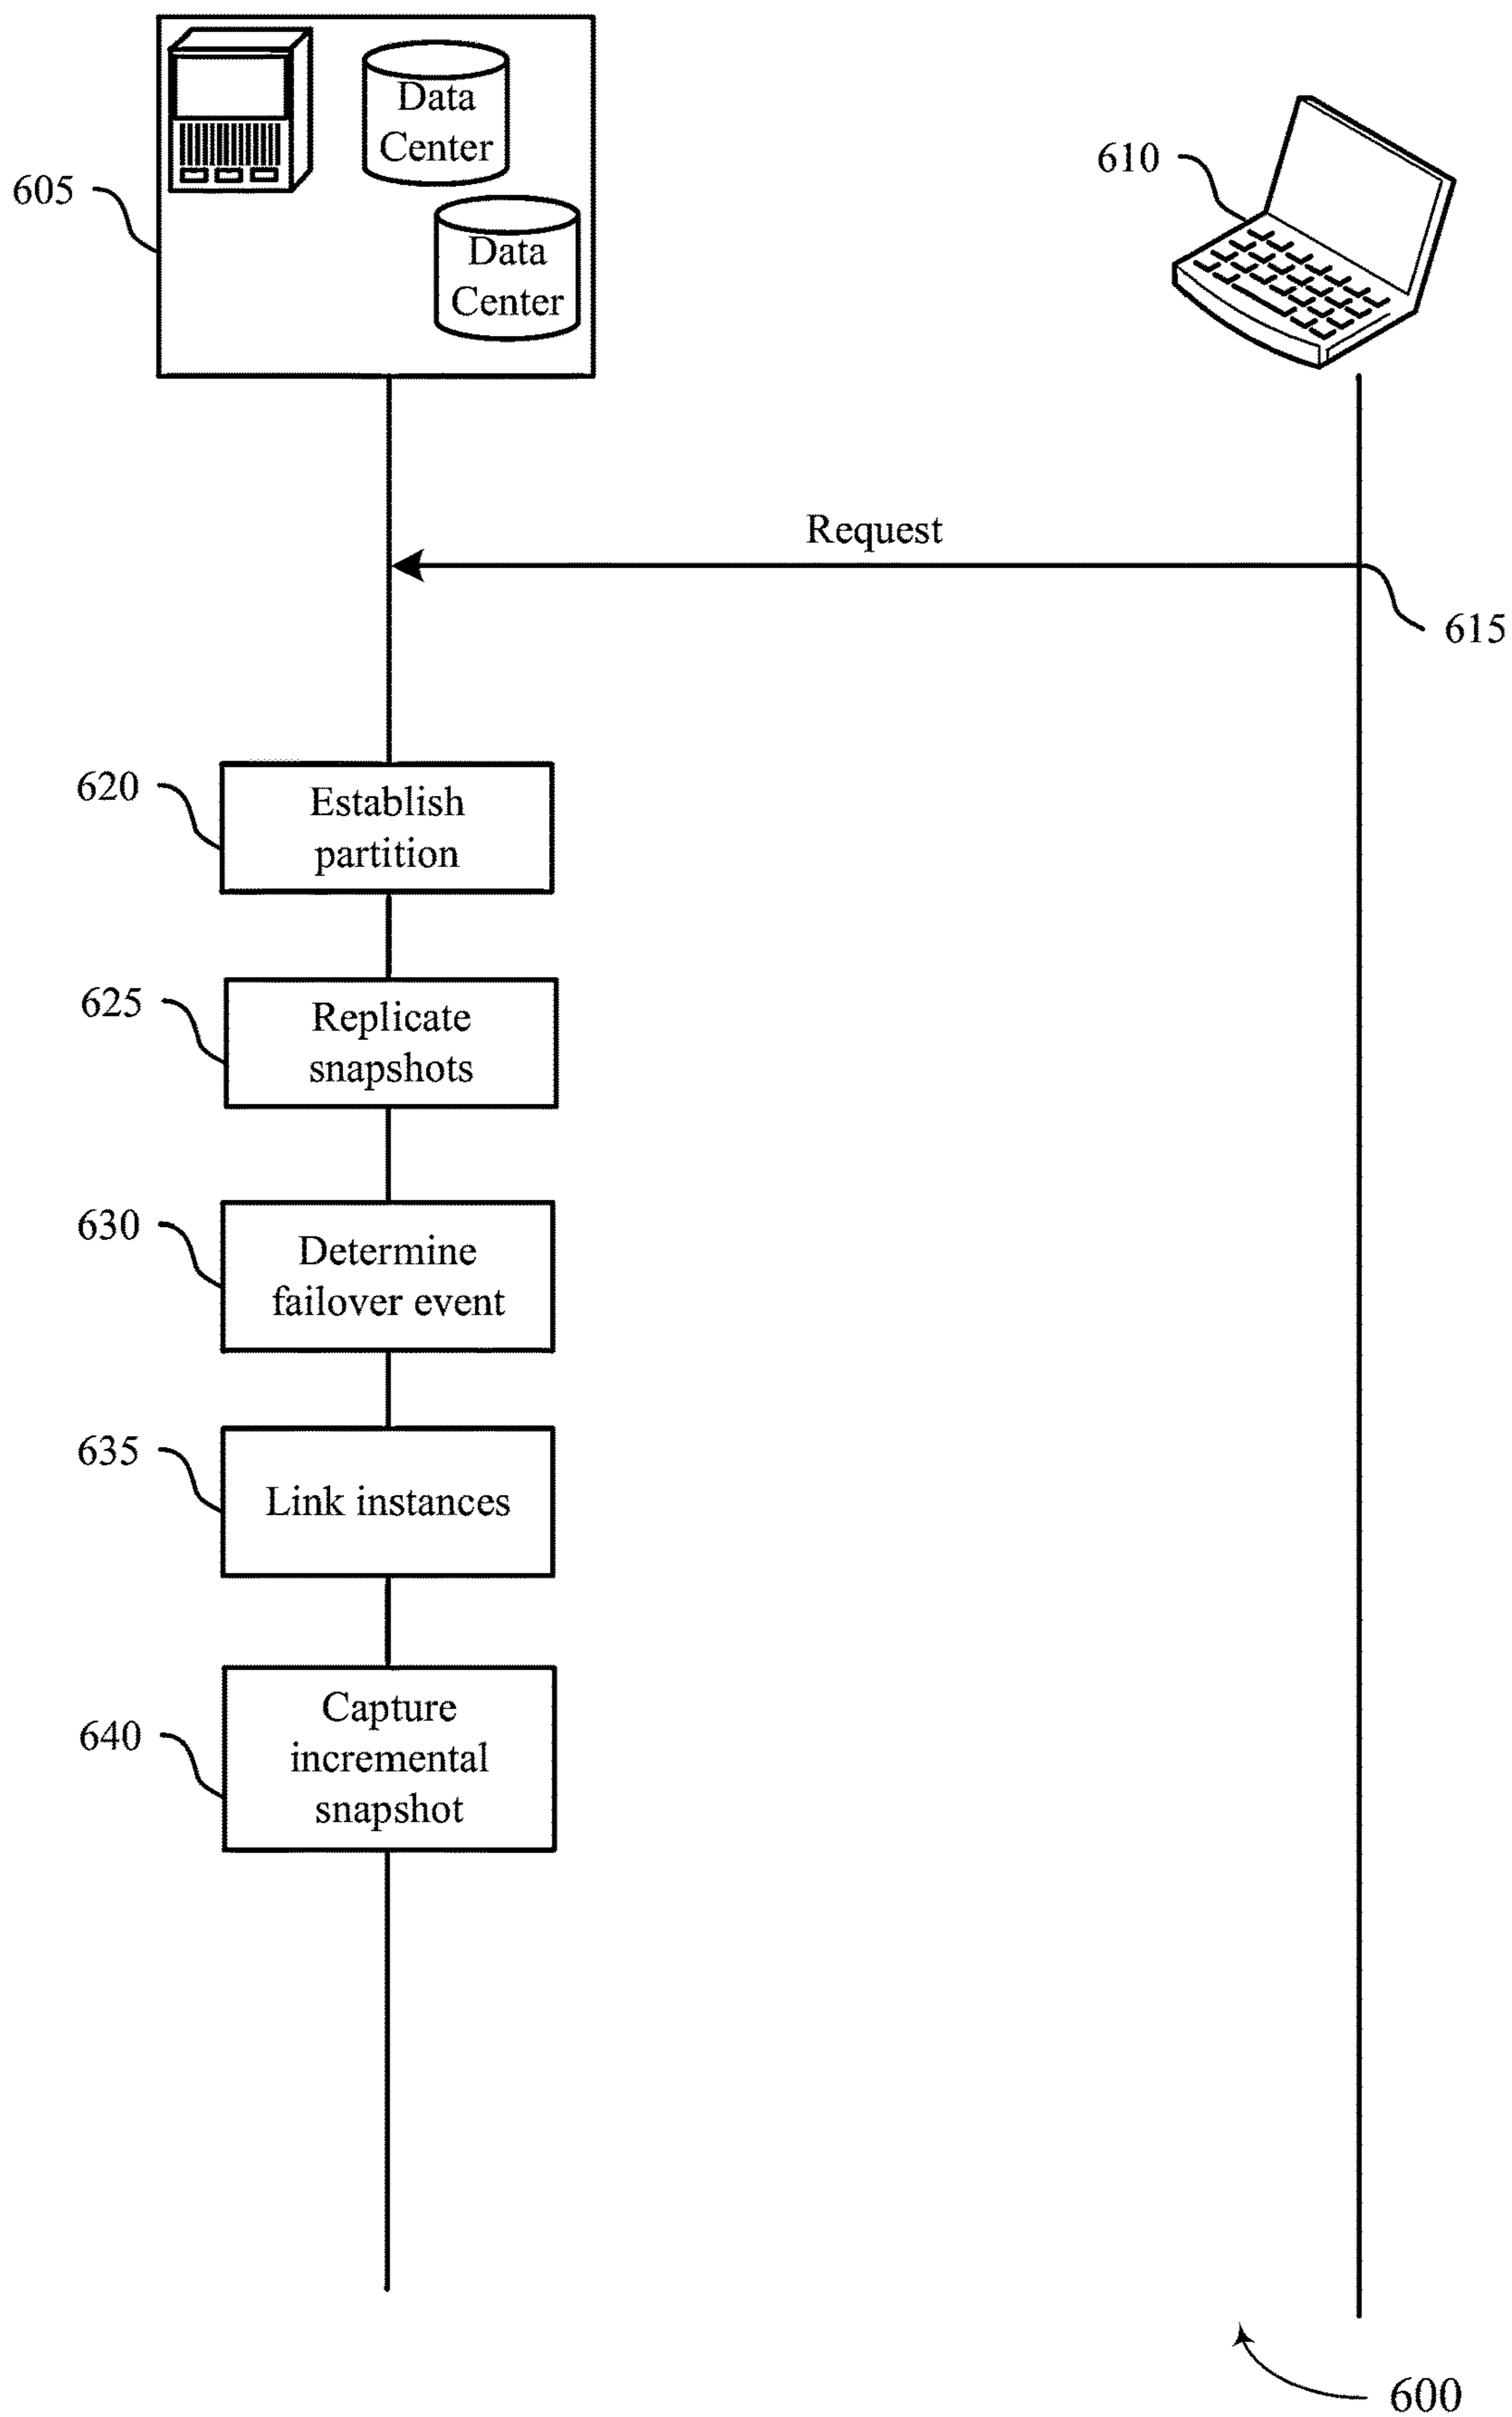 Data
Center
605
Data
Center
610
Request
615
620
Establish
partition
625
Replicate
snapshots
630
Determine
failover event
635
Link instances
640
Capture
incremental
snapshot
600